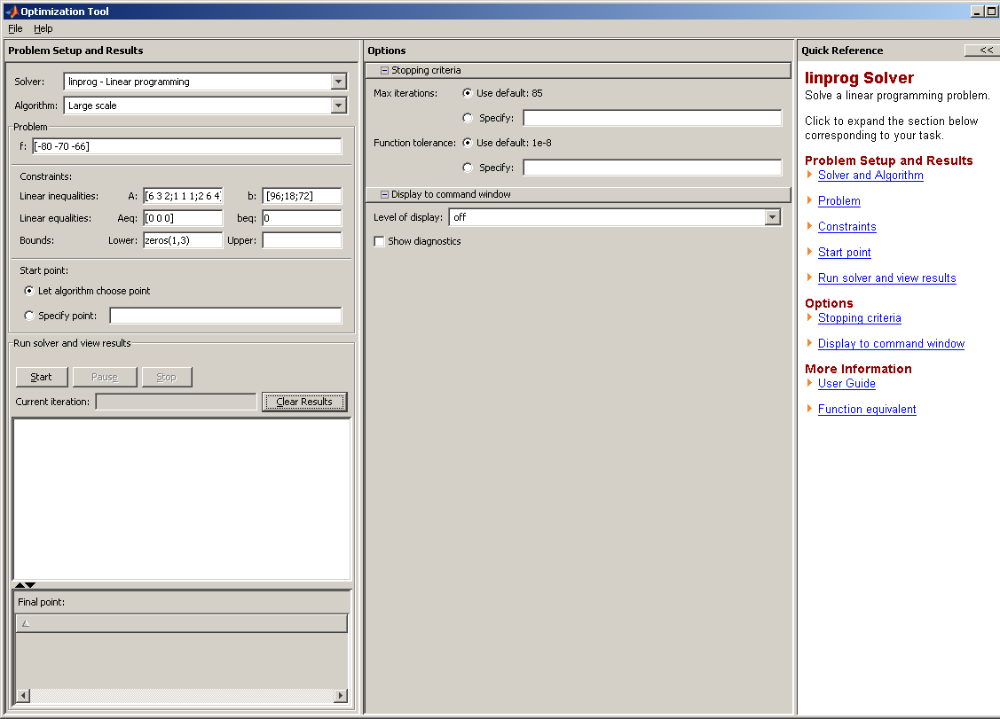 Optimization Tool
File Help
Problem Setup and Results
Solver: linprog - Linear programming
Algorithm: Large scale
Problem
f: [-80 -70 -66]
Constraints:
Linear inequalities: A: [6 3 2;1 1 1;2 6 4] b: [96;18;72]
Linear equalities: Aeq: [0 0 0] beq: 0
Bounds: Lower: zeros(1,3) Upper:
Start point:
Let algorithm choose point
Specify point:
Run solver and view results
Start Pause Stop
Current iteration: Clear Results
Final point:
Options
Stopping criteria
Max iterations: Use default: 85
Specify:
Function tolerance: Use default: 1e-8
Specify:
Display to command window
Level of display: off
Show diagnostics
Quick Reference <<
linprog Solver
Solve a linear programming problem.
Click to expand the section below
corresponding to your task.
Problem Setup and Results
Solver and Algorithm
Problem
Constraints
Start point
Run solver and view results
Options
Stopping criteria
Display to command window
More Information
User Guide
Function equivalent